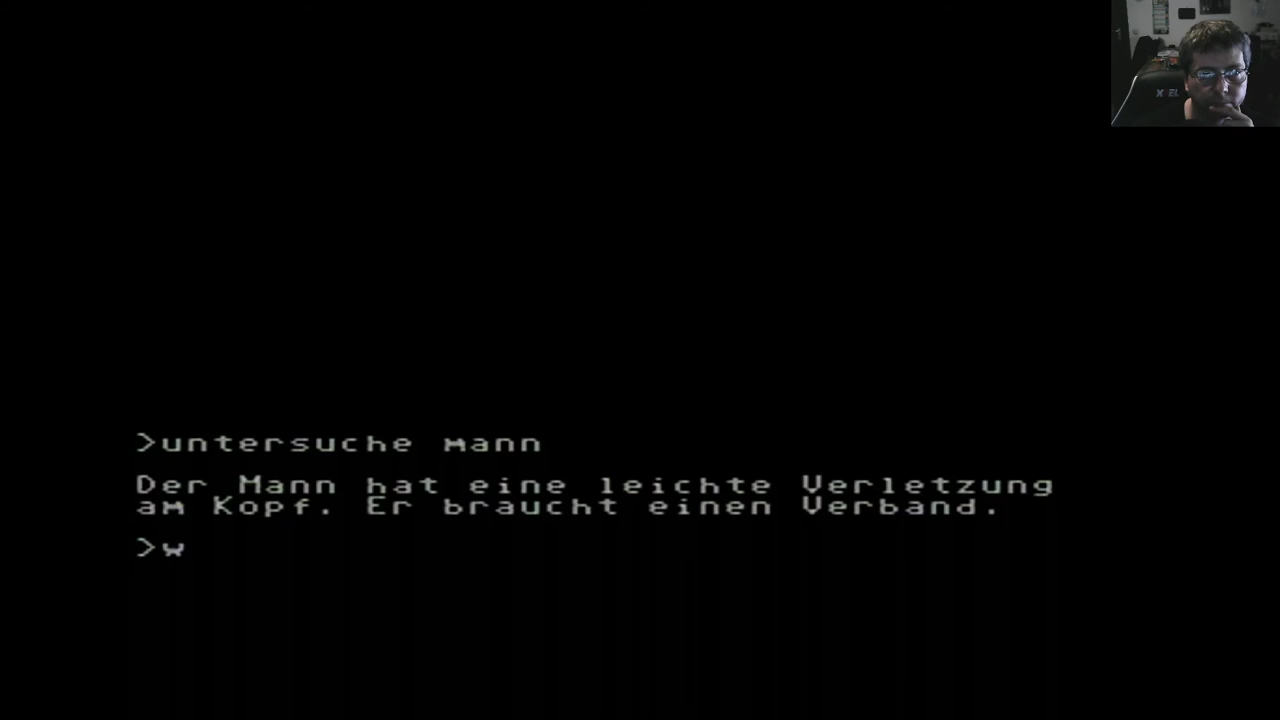 >untersuche mann
Der Mann hat eine leichte Verletzung
am Kopf. Er braucht einen Verband.
>w